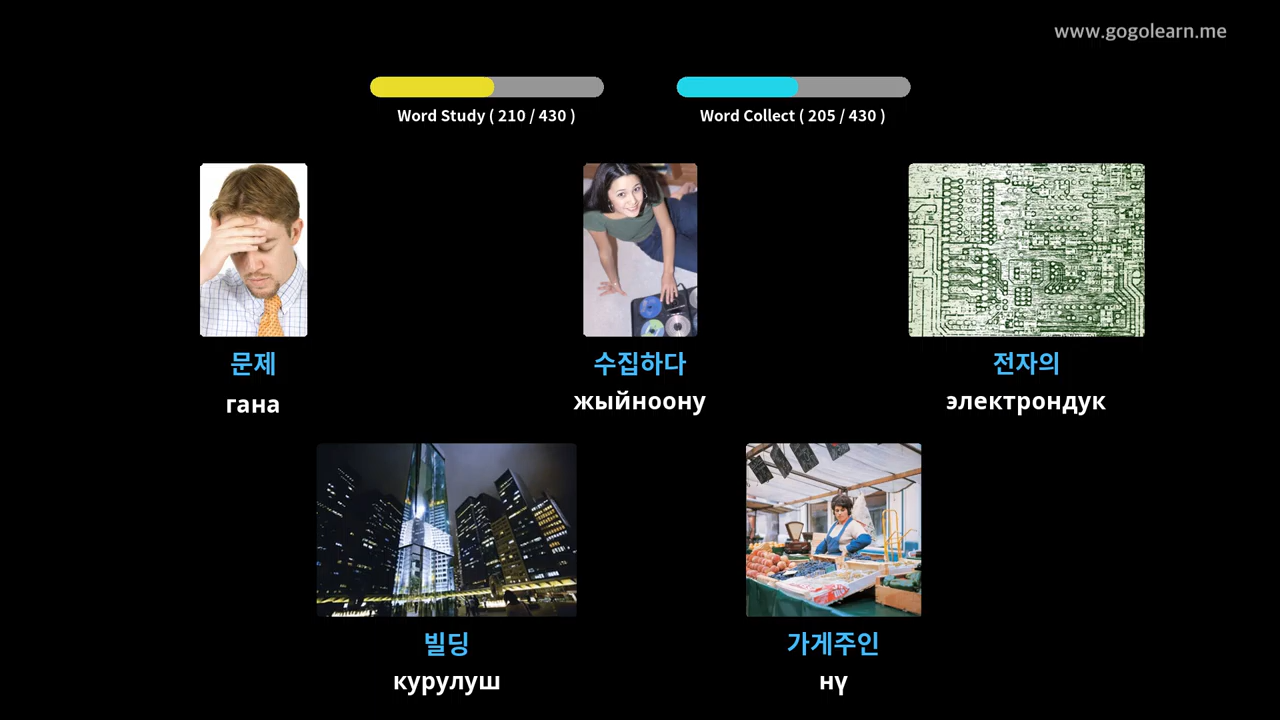 www.gogolearn.me
Word Study ( 210 / 430 )
Word Collect ( 205 / 430 )
문제
гана
수집하다
жыйноону
전자의
электрондук
빌딩
курулуш
가게주인
нү